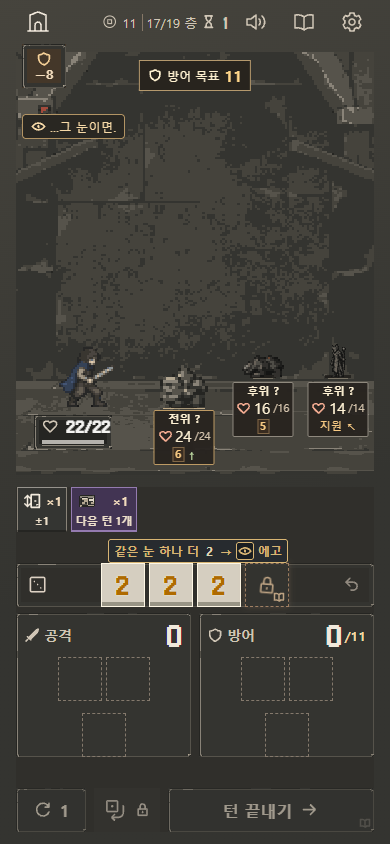 11 17/19 층 1
–8
방어 목표 11
...그 눈이면.
22/22
전위 ?
24/24
6 ↑
후위 ?
16/16
5
후위 ?
14/14
지원 ↖
×1
±1
×1
다음 턴 1개
같은 눈 하나 더 2 → 예고
2 2 2
공격 0
방어 0/11
1
턴 끝내기 →